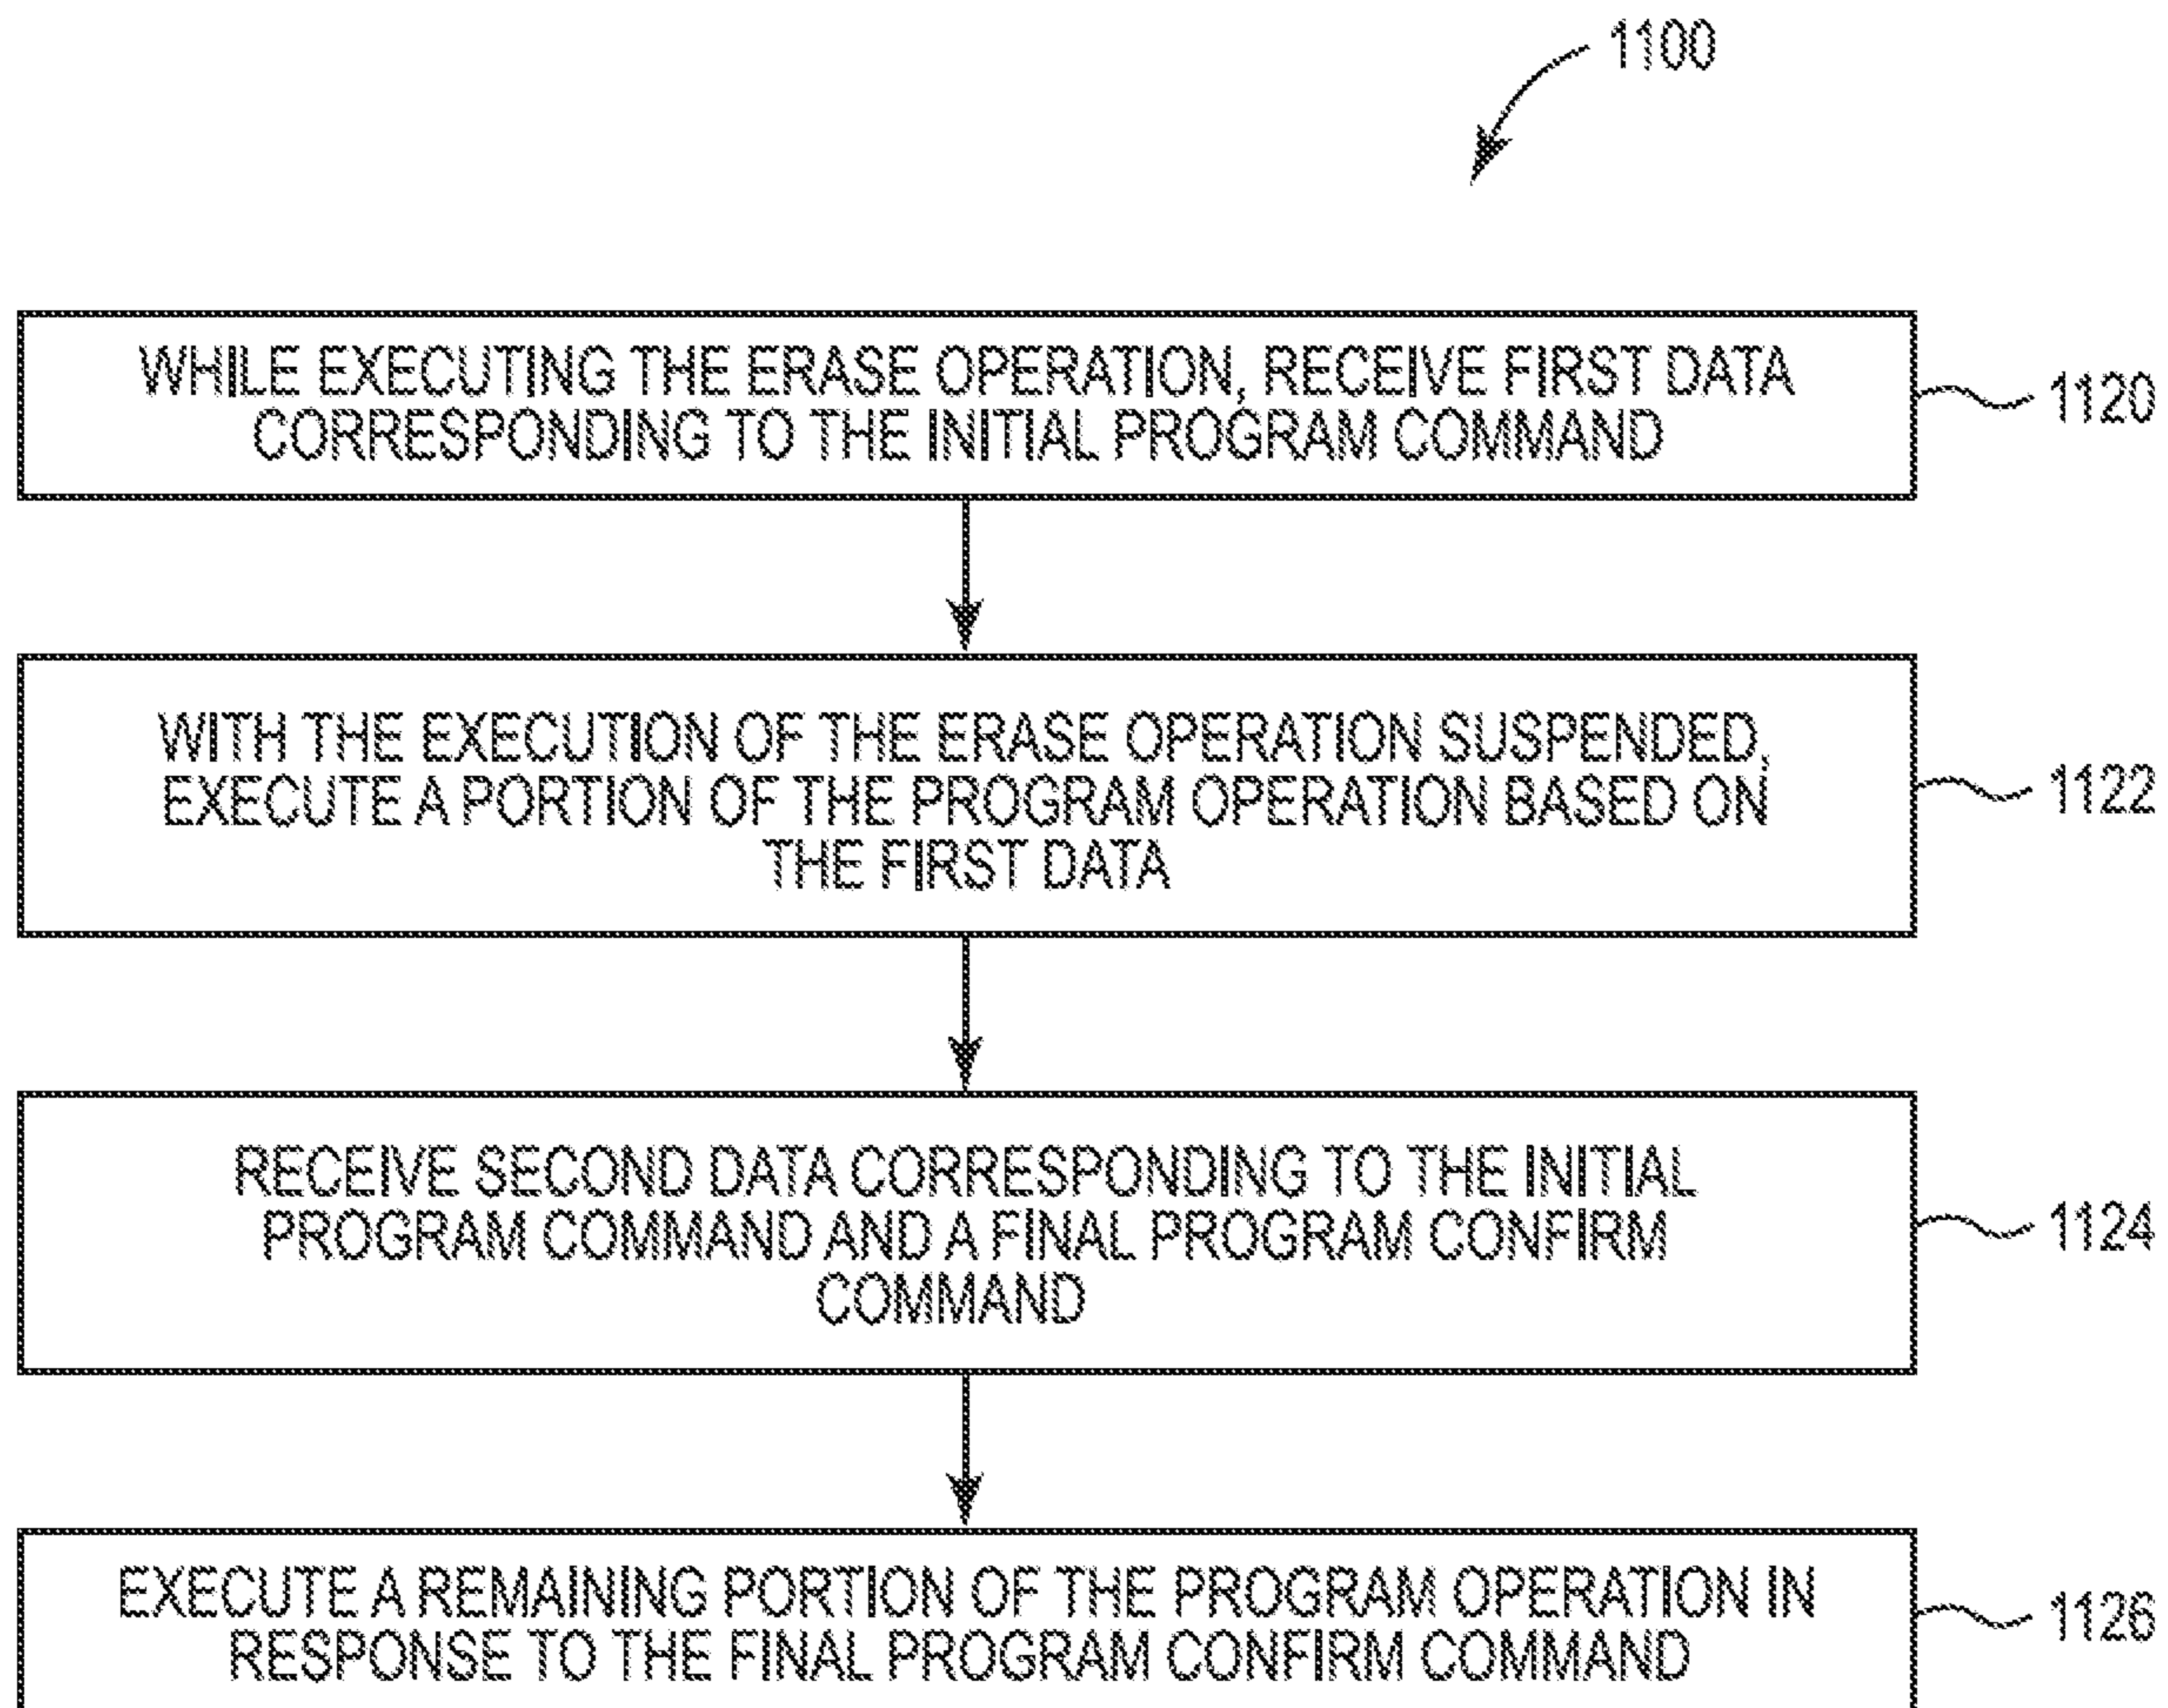 1100
WHILE EXECUTING THE ERASE OPERATION, RECEIVE FIRST DATA
CORRESPONDING TO THE INITIAL PROGRAM COMMAND
1120
WITH THE EXECUTION OF THE ERASE OPERATION SUSPENDED,
EXECUTE A PORTION OF THE PROGRAM OPERATION BASED ON
THE FIRST DATA
1122
RECEIVE SECOND DATA CORRESPONDING TO THE INITIAL
PROGRAM COMMAND AND A FINAL PROGRAM CONFIRM
COMMAND
1124
EXECUTE A REMAINING PORTION OF THE PROGRAM OPERATION IN
RESPONSE TO THE FINAL PROGRAM CONFIRM COMMAND
1126